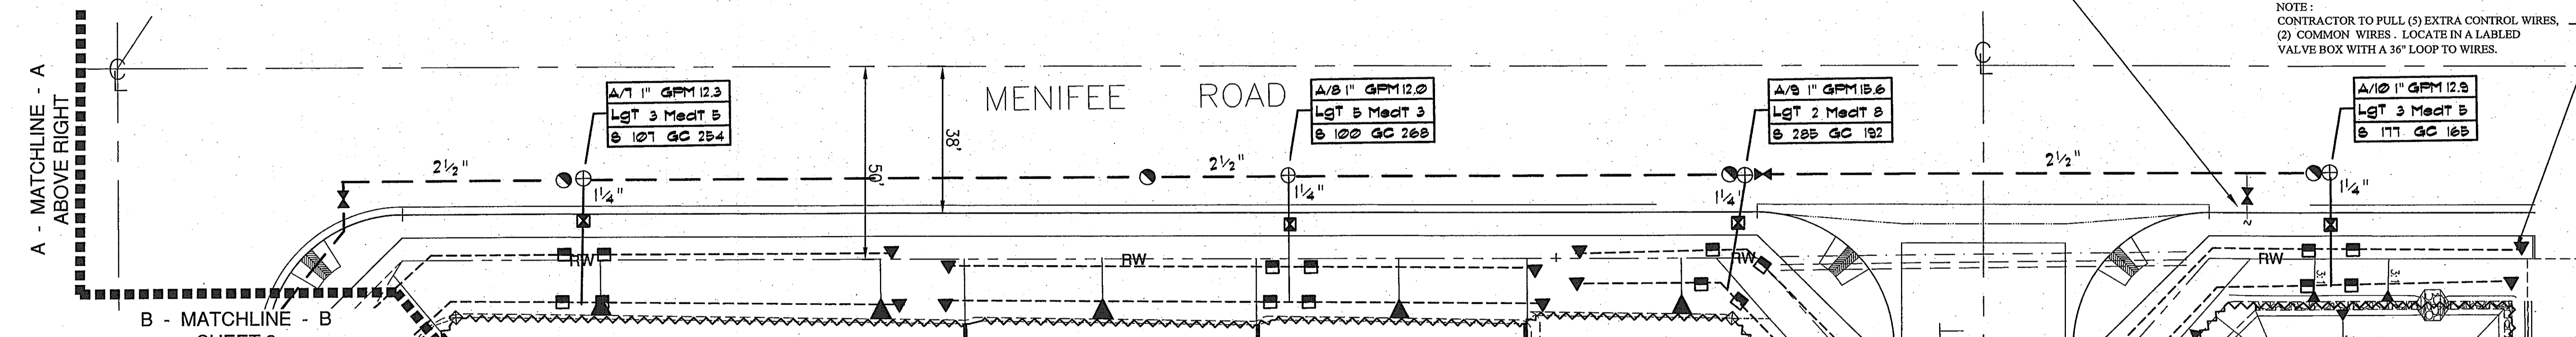 NOTE :
CONTRACTOR TO PULL (5) EXTRA CONTROL WIRES,
(2) COMMON WIRES . LOCATE IN A LABLED
VALVE BOX WITH A 36" LOOP TO WIRES.
A - MATCHLINE - A
ABOVE RIGHT
A/7 1" GPM 12.3
LgT 3 MedT 5
S 107 GC 254
MENIFEE ROAD
A/8 1" GPM 12.0
LgT 5 MedT 3
S 100 GC 268
A/9 1" GPM 15.6
LgT 2 MedT 8
S 285 GC 192
A/10 1" GPM 12.9
LgT 3 MedT 5
S 177 GC 165
38'
50'
2½"
2½"
2½"
1¼"
1¼"
1¼"
1¼"
RW
RW
RW
RW
3:1
3:1
B - MATCHLINE - B